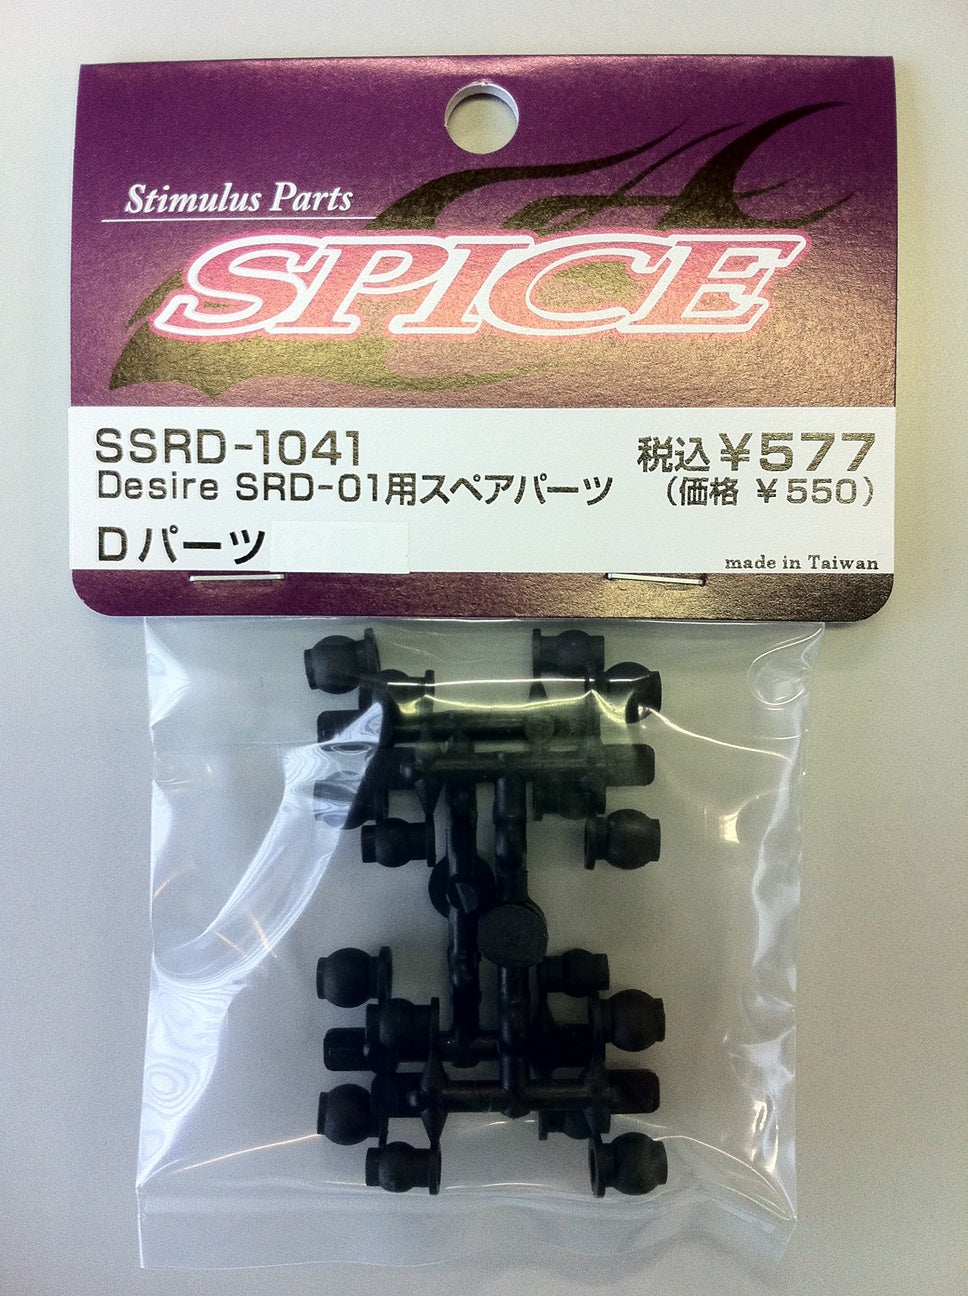 Stimulus Parts
SPICE
SSRD-1041
税込¥577
Desire SRD-01用スペアパーツ
(価格 ¥550)
Dパーツ
made in Taiwan